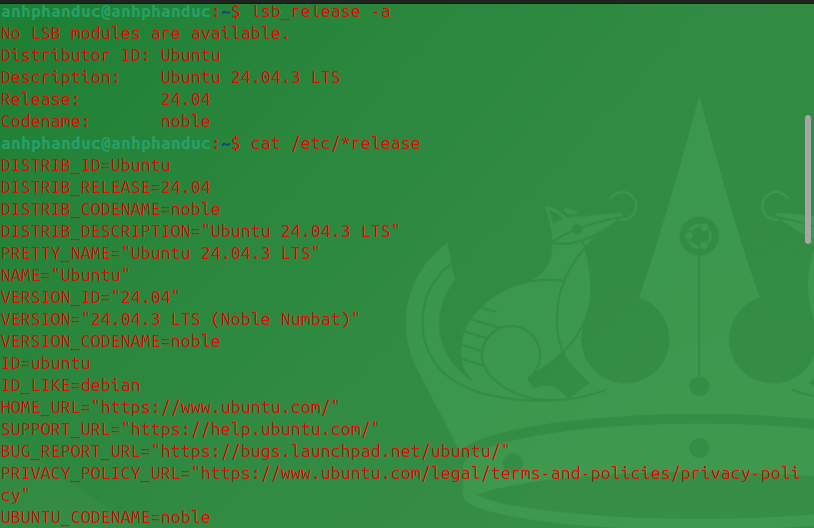 anhphanduc@anhphanduc:~$ lsb_release -a
No LSB modules are available.
Distributor ID: Ubuntu
Description:    Ubuntu 24.04.3 LTS
Release:        24.04
Codename:       noble
anhphanduc@anhphanduc:~$ cat /etc/*release
DISTRIB_ID=Ubuntu
DISTRIB_RELEASE=24.04
DISTRIB_CODENAME=noble
DISTRIB_DESCRIPTION="Ubuntu 24.04.3 LTS"
PRETTY_NAME="Ubuntu 24.04.3 LTS"
NAME="Ubuntu"
VERSION_ID="24.04"
VERSION="24.04.3 LTS (Noble Numbat)"
VERSION_CODENAME=noble
ID=ubuntu
ID_LIKE=debian
HOME_URL="https://www.ubuntu.com/"
SUPPORT_URL="https://help.ubuntu.com/"
BUG_REPORT_URL="https://bugs.launchpad.net/ubuntu/"
PRIVACY_POLICY_URL="https://www.ubuntu.com/legal/terms-and-policies/privacy-poli
cy"
UBUNTU_CODENAME=noble